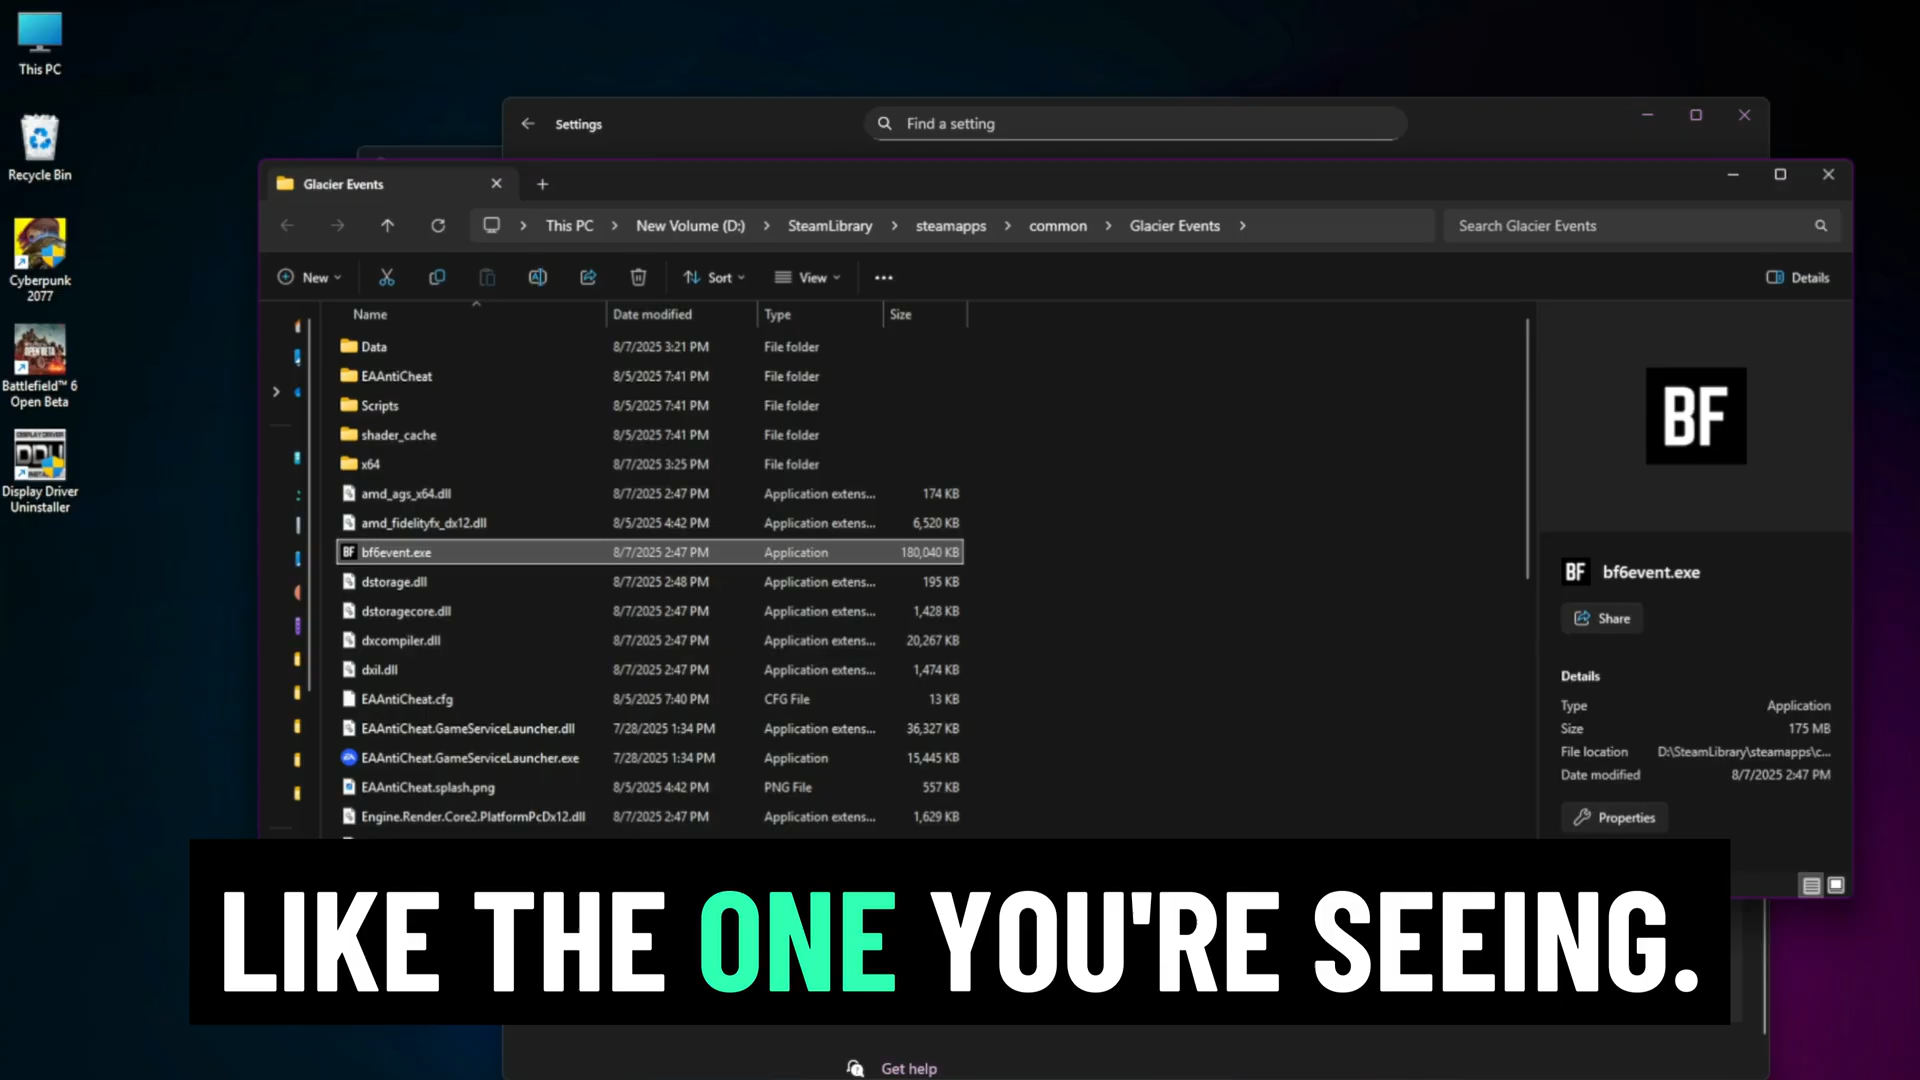 This PC
Recycle Bin
Cyberpunk
2077
OPEN BETA
Battlefield™ 6
Open Beta
DISPLAY DRIVER
DDU
Display Driver
Uninstaller
Settings
Find a setting
Glacier Events
This PC > New Volume (D:) > SteamLibrary > steamapps > common > Glacier Events >
Search Glacier Events
New
Sort
View
Details
Name Date modified Type Size
Data 8/7/2025 3:21 PM File folder
EAAntiCheat 8/5/2025 7:41 PM File folder
Scripts 8/5/2025 7:41 PM File folder
shader_cache 8/5/2025 7:41 PM File folder
x64 8/7/2025 3:25 PM File folder
amd_ags_x64.dll 8/7/2025 2:47 PM Application extens... 174 KB
amd_fidelityfx_dx12.dll 8/5/2025 4:42 PM Application extens... 6,520 KB
BF bf6event.exe 8/7/2025 2:47 PM Application 180,040 KB
dstorage.dll 8/7/2025 2:48 PM Application extens... 195 KB
dstoragecore.dll 8/7/2025 2:47 PM Application extens... 1,428 KB
dxcompiler.dll 8/7/2025 2:47 PM Application extens... 20,267 KB
dxil.dll 8/7/2025 2:47 PM Application extens... 1,474 KB
EAAntiCheat.cfg 8/5/2025 7:40 PM CFG File 13 KB
EAAntiCheat.GameServiceLauncher.dll 7/28/2025 1:34 PM Application extens... 36,327 KB
EAAntiCheat.GameServiceLauncher.exe 7/28/2025 1:34 PM Application 15,445 KB
EAAntiCheat.splash.png 8/5/2025 4:42 PM PNG File 557 KB
Engine.Render.Core2.PlatformPcDx12.dll 8/7/2025 2:47 PM Application extens... 1,629 KB
BF
BF bf6event.exe
Share
Details
Type Application
Size 175 MB
File location D:\SteamLibrary\steamapps\c...
Date modified 8/7/2025 2:47 PM
Properties
LIKE THE ONE YOU'RE SEEING.
Get help